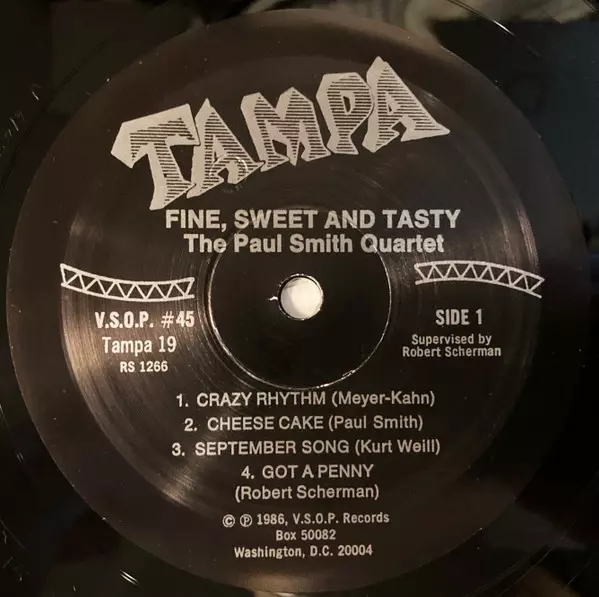 TAMPA
FINE, SWEET AND TASTY
The Paul Smith Quartet
V.S.O.P. #45
Tampa 19
RS 1266
SIDE 1
Supervised by
Robert Scherman
1. CRAZY RHYTHM (Meyer-Kahn)
2. CHEESE CAKE (Paul Smith)
3. SEPTEMBER SONG (Kurt Weill)
4. GOT A PENNY
(Robert Scherman)
© ℗ 1986, V.S.O.P. Records
Box 50082
Washington, D.C. 20004